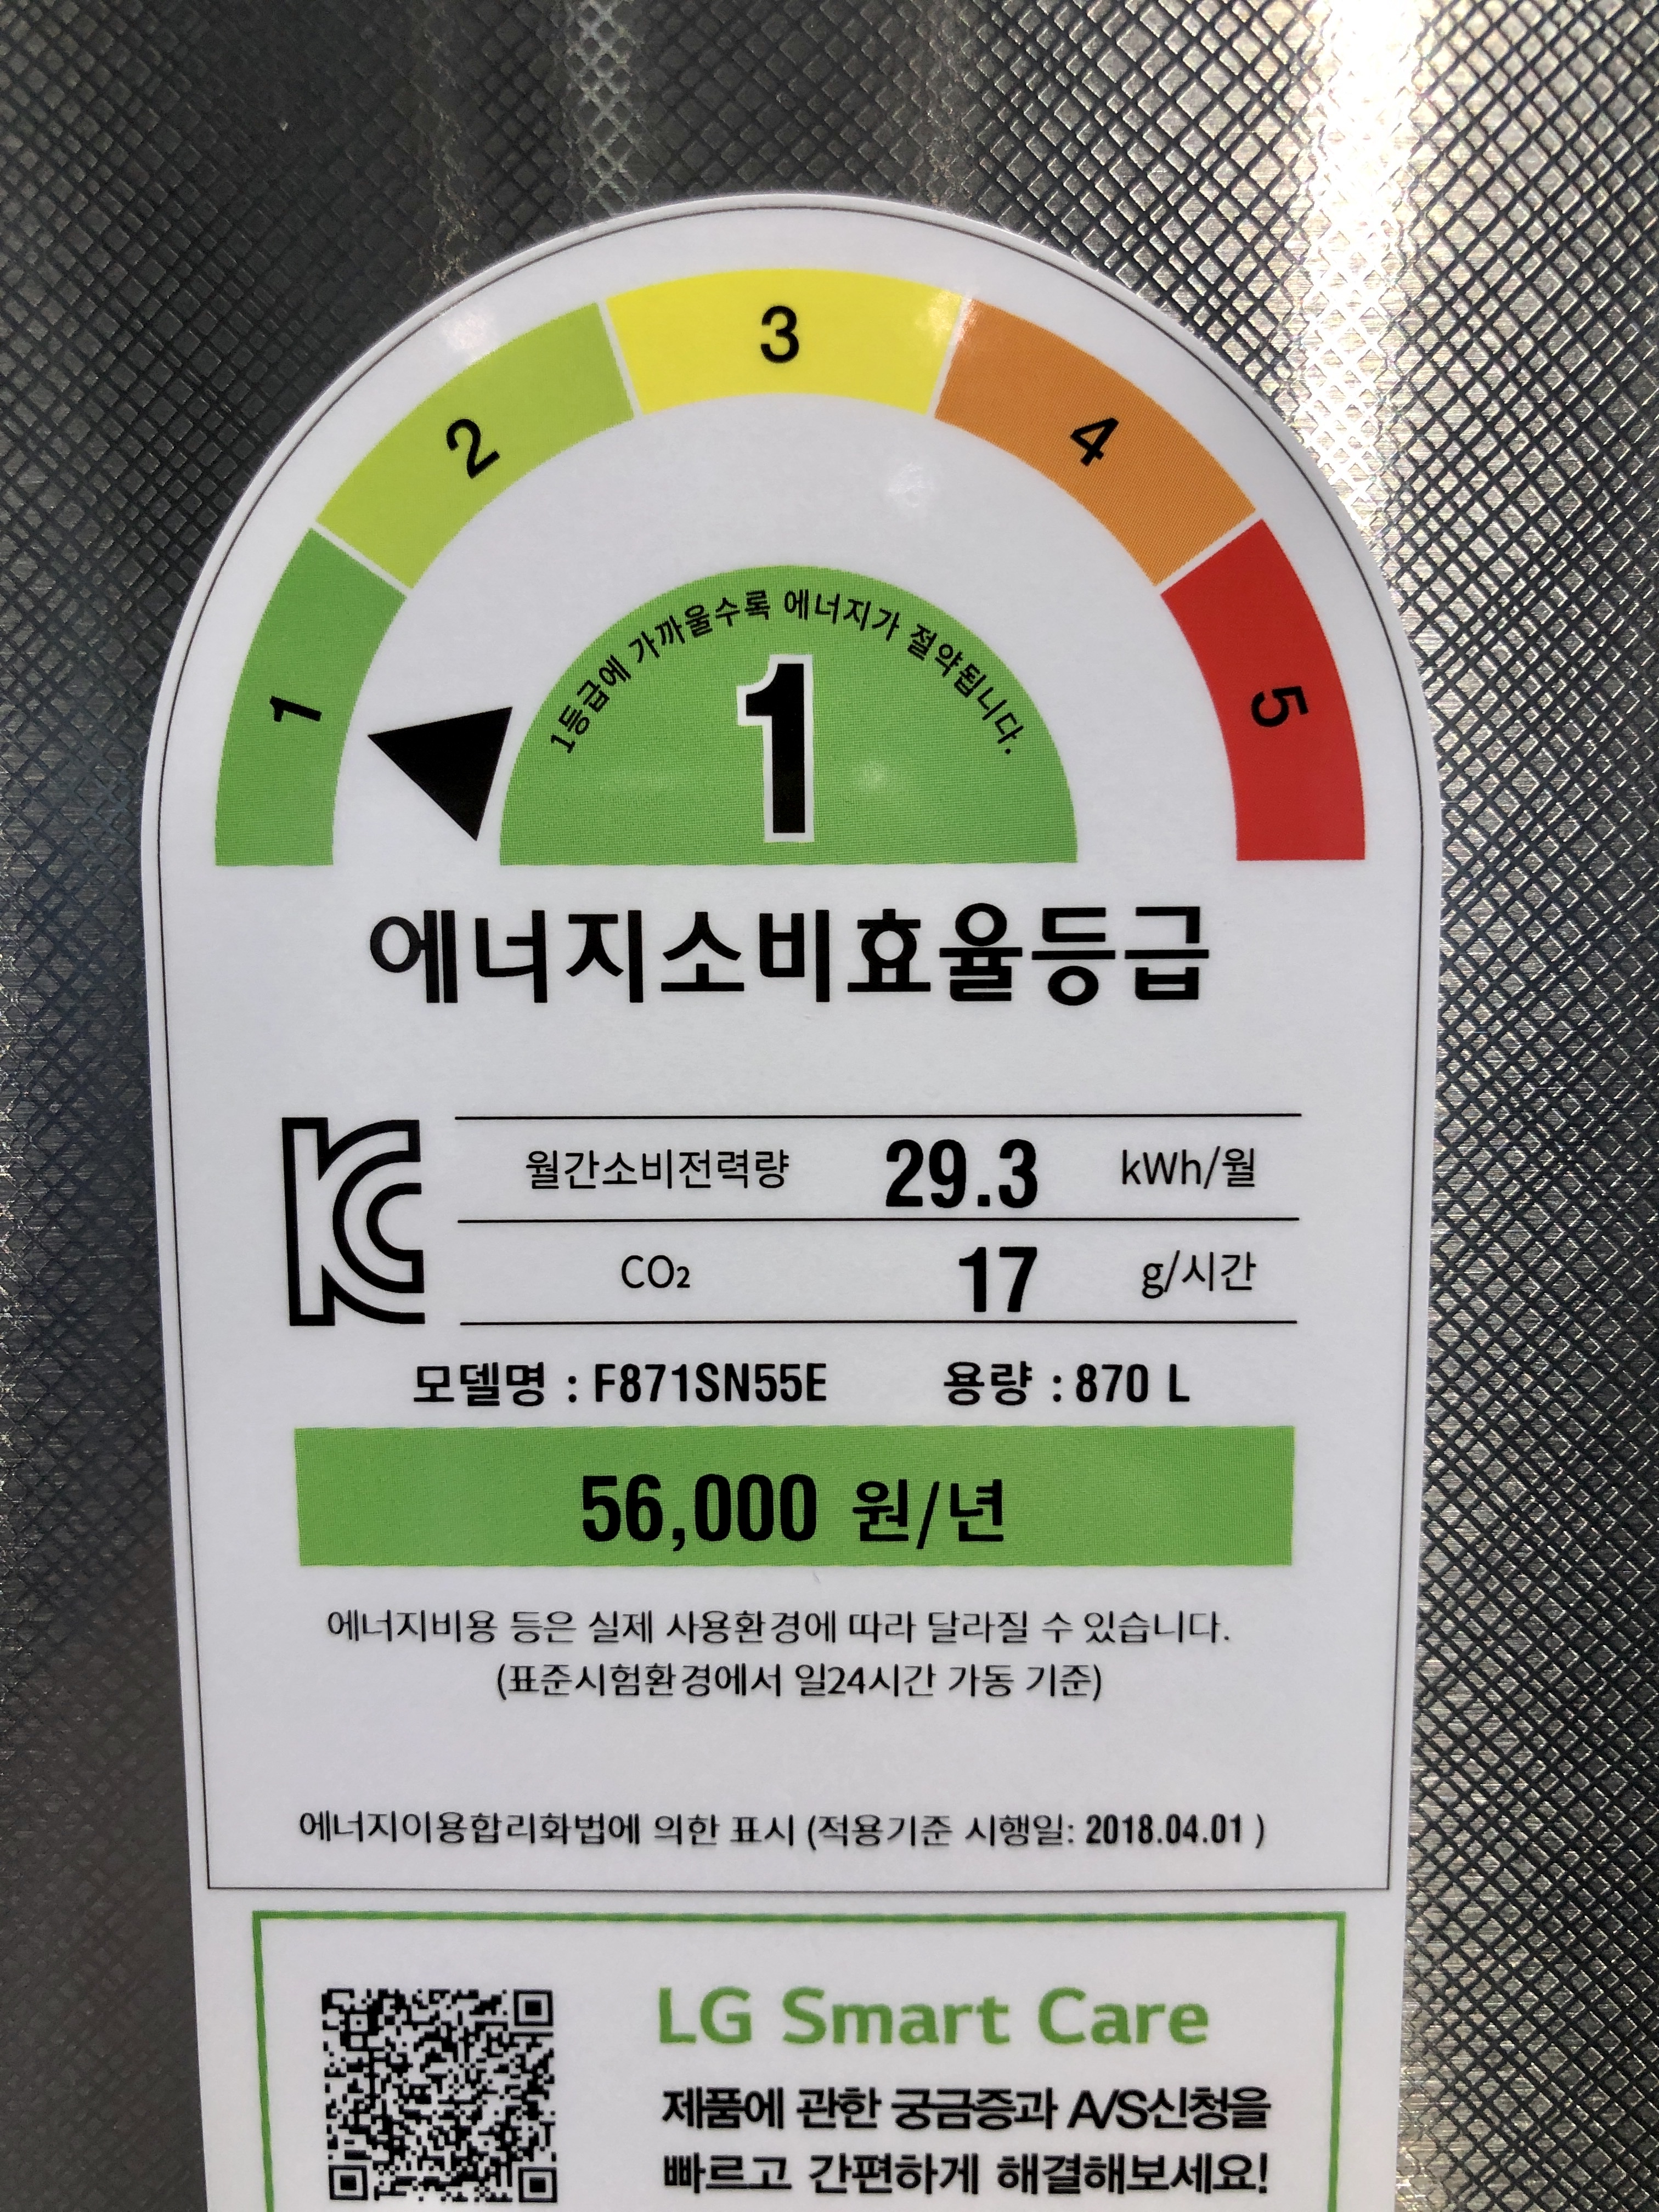 1
2
3
4
5
1등급에 가까울수록 에너지가 절약됩니다.
1
에너지소비효율등급
KC
월간소비전력량 29.3 kWh/월
CO₂ 17 g/시간
모델명 : F871SN55E 용량 : 870 L
56,000 원/년
에너지비용 등은 실제 사용환경에 따라 달라질 수 있습니다.
(표준시험환경에서 일24시간 가동 기준)
에너지이용합리화법에 의한 표시 (적용기준 시행일: 2018.04.01 )
LG Smart Care
제품에 관한 궁금증과 A/S신청을
빠르고 간편하게 해결해보세요!